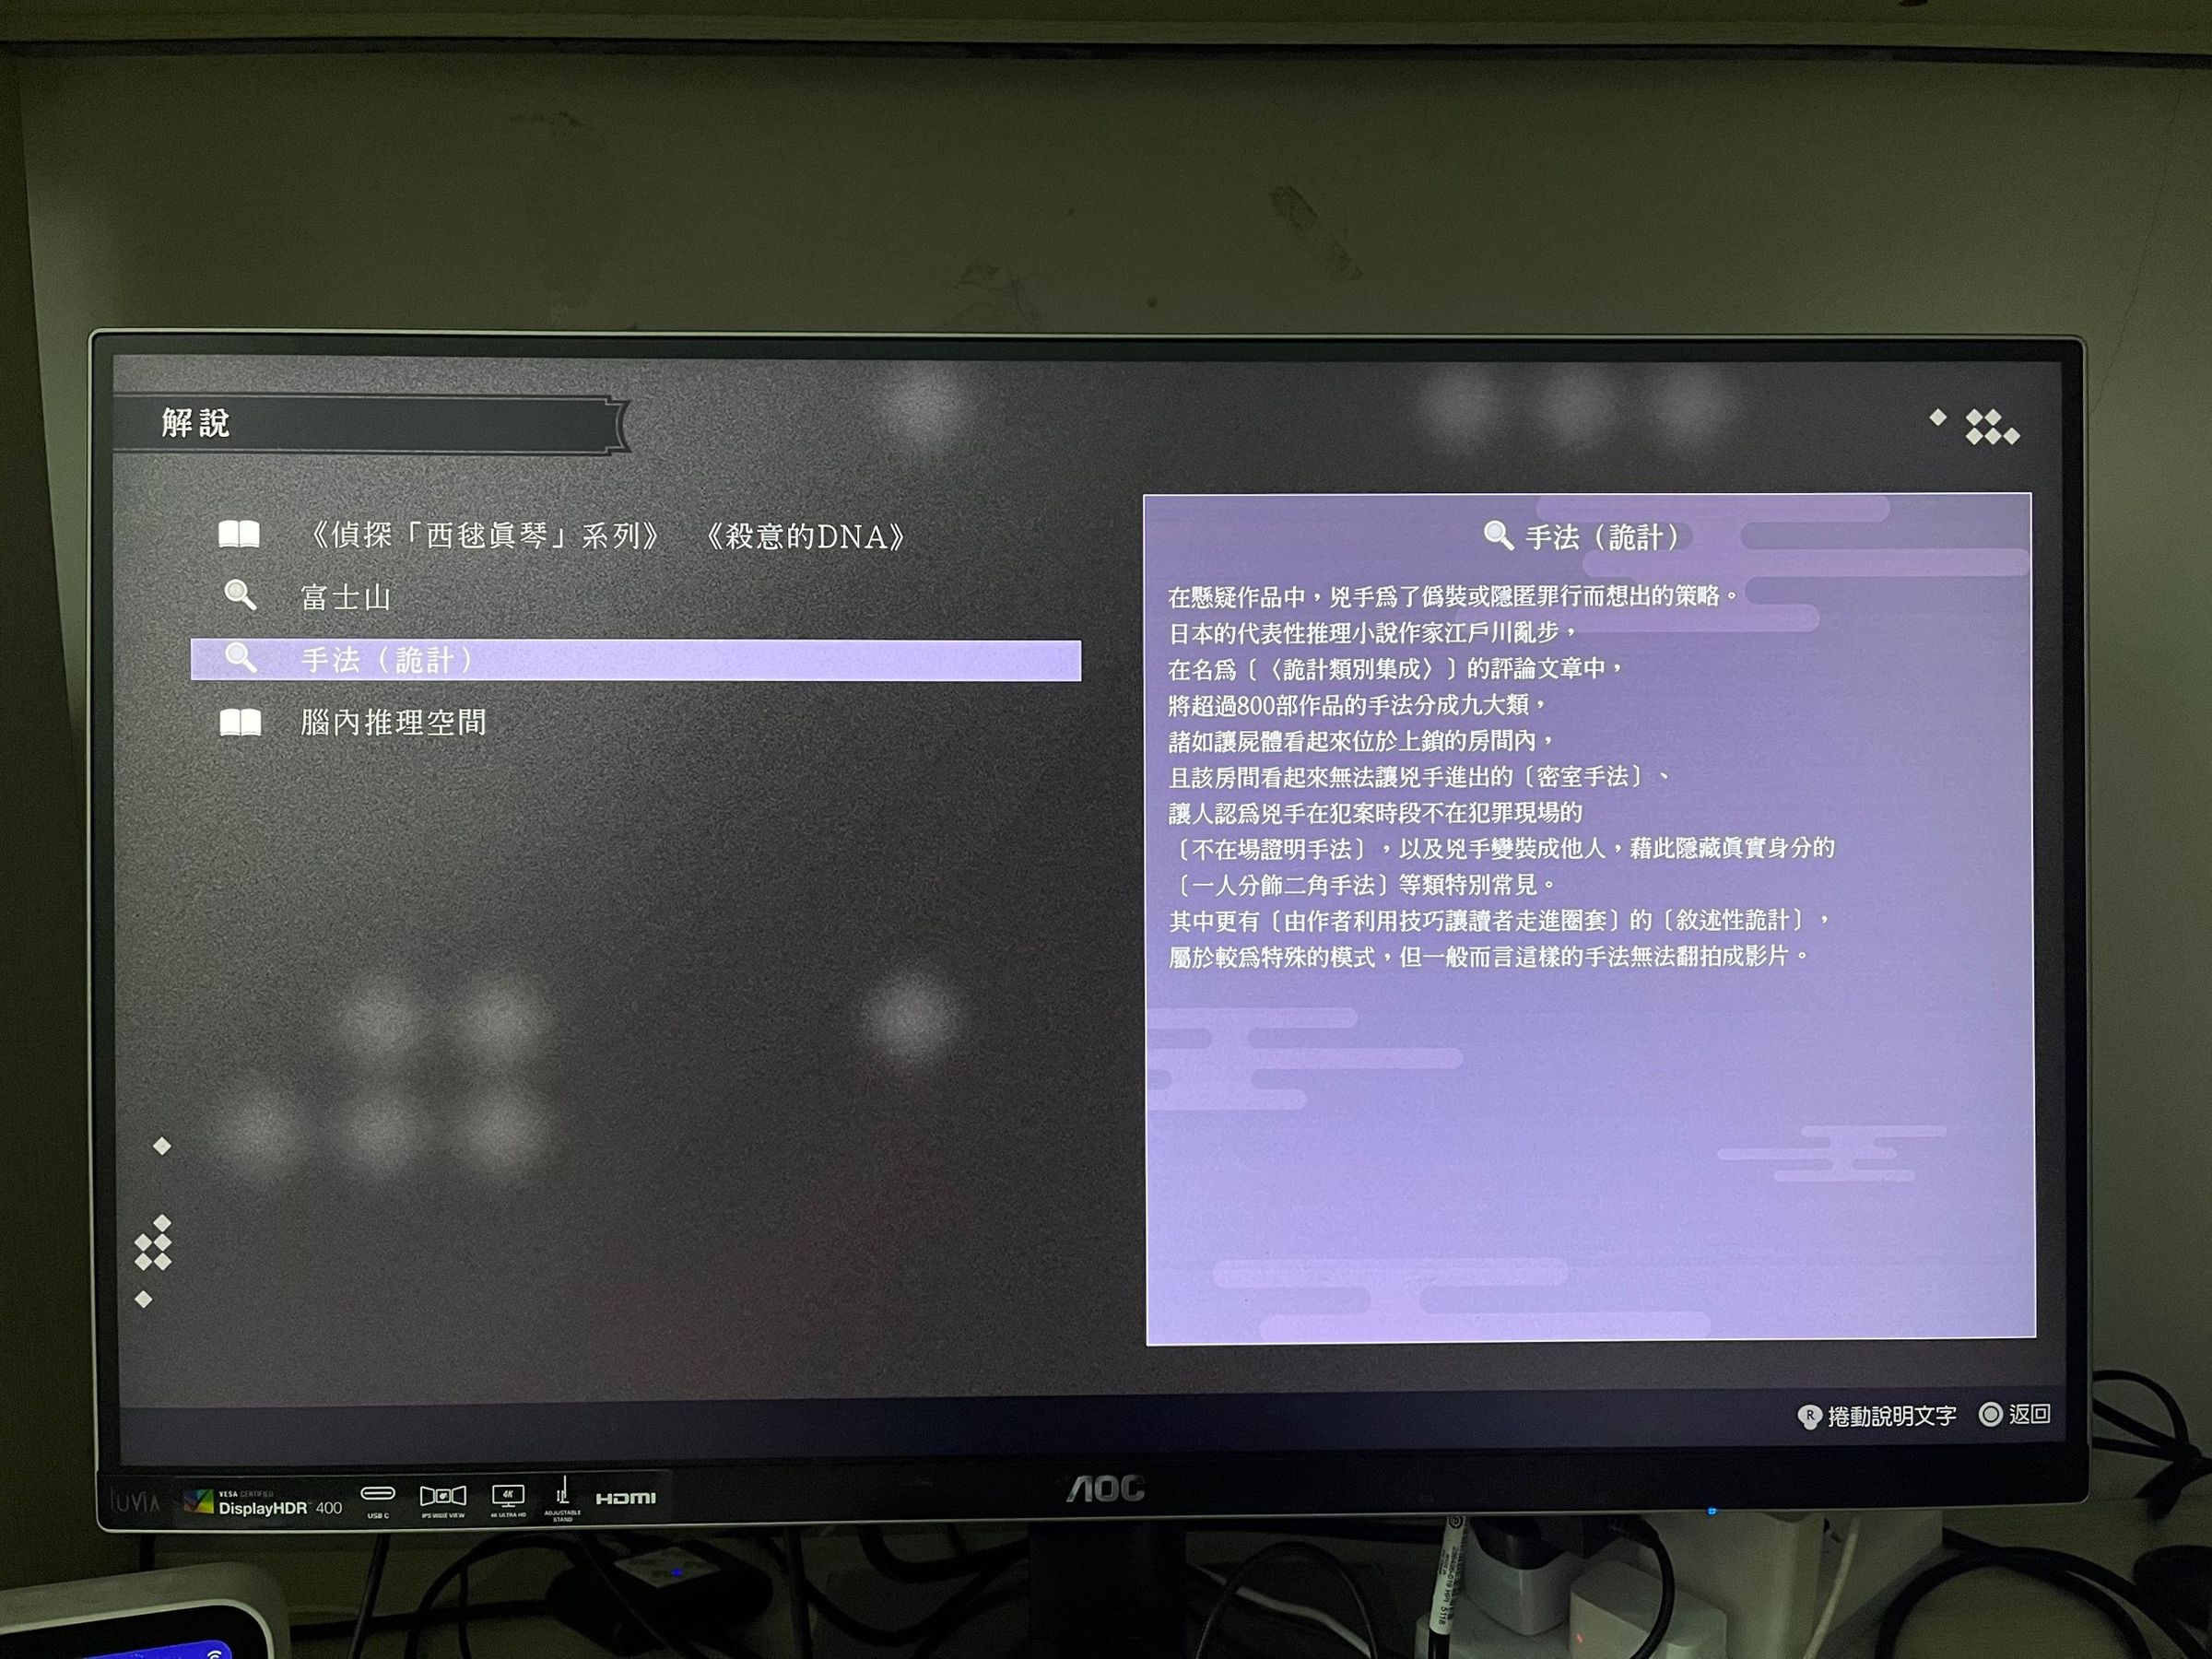 解說
《偵探「西毬眞琴」系列》　《殺意的DNA》
富士山
手法（詭計）
腦內推理空間
手法（詭計）
在懸疑作品中，兇手爲了僞裝或隱匿罪行而想出的策略。
日本的代表性推理小說作家江戶川亂步，
在名爲〔〈詭計類別集成〉〕的評論文章中，
將超過800部作品的手法分成九大類，
諸如讓屍體看起來位於上鎖的房間內，
且該房間看起來無法讓兇手進出的〔密室手法〕、
讓人認爲兇手在犯案時段不在犯罪現場的
〔不在場證明手法〕，以及兇手變裝成他人，藉此隱藏眞實身分的
〔一人分飾二角手法〕等類特別常見。
其中更有〔由作者利用技巧讓讀者走進圈套〕的〔敘述性詭計〕，
屬於較爲特殊的模式，但一般而言這樣的手法無法翻拍成影片。
R 捲動說明文字 返回
LUVIA
VESA CERTIFIED
DisplayHDR 400
USB C
IPS WIDE VIEW
4K
4K ULTRA HD
ADJUSTABLE STAND
HDMI
AOC